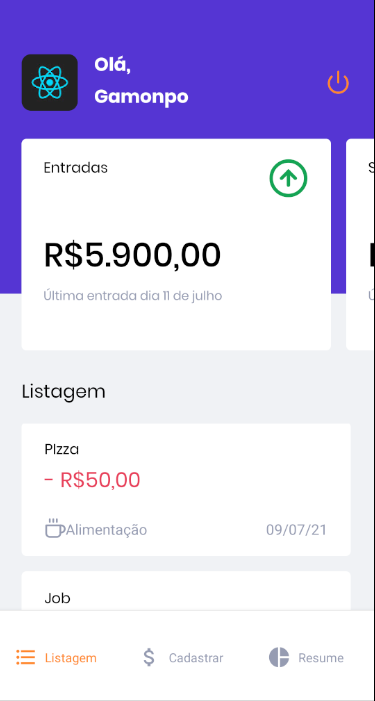 Olá,
Gamonpo
Entradas
R$5.900,00
Última entrada dia 11 de julho
Listagem
PIzza
- R$50,00
Alimentação 09/07/21
Job
Listagem Cadastrar Resume